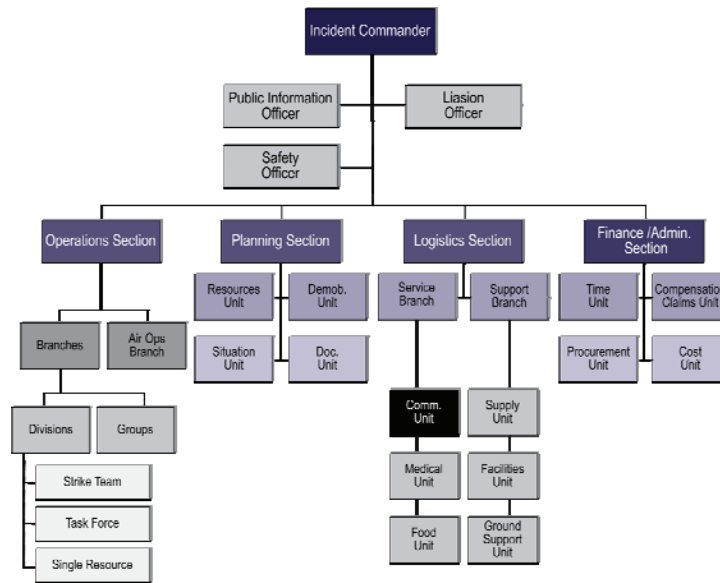 Incident Commander
Public Information
Officer
Liasion
Officer
Safety
Officer
Operations Section
Planning Section
Logistics Section
Finance /Admin.
Section
Resources
Unit
Demob.
Unit
Service
Branch
Support
Branch
Time
Unit
Compensation
Claims Unit
Branches
Air Ops
Branch
Situation
Unit
Doc.
Unit
Procurement
Unit
Cost
Unit
Comm.
Unit
Supply
Unit
Divisions
Groups
Medical
Unit
Facilities
Unit
Strike Team
Task Force
Single Resource
Food
Unit
Ground
Support
Unit